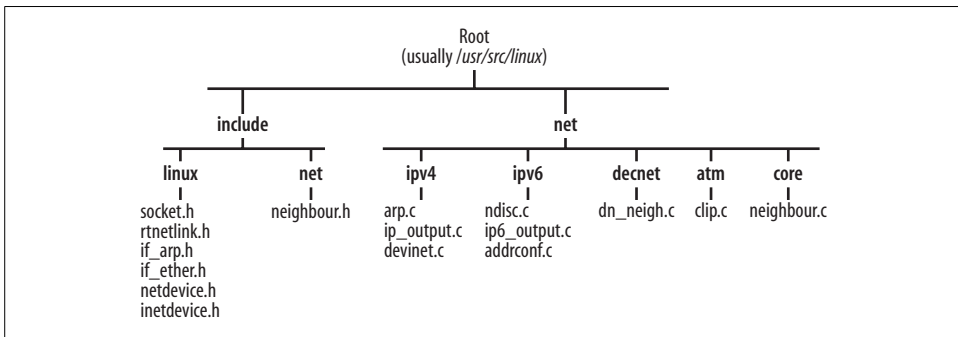 Root
(usually /usr/src/linux)
include
net
linux
net
ipv4
ipv6
decnet
atm
core
socket.h
rtnetlink.h
if_arp.h
if_ether.h
netdevice.h
inetdevice.h
neighbour.h
arp.c
ip_output.c
devinet.c
ndisc.c
ip6_output.c
addrconf.c
dn_neigh.c
clip.c
neighbour.c